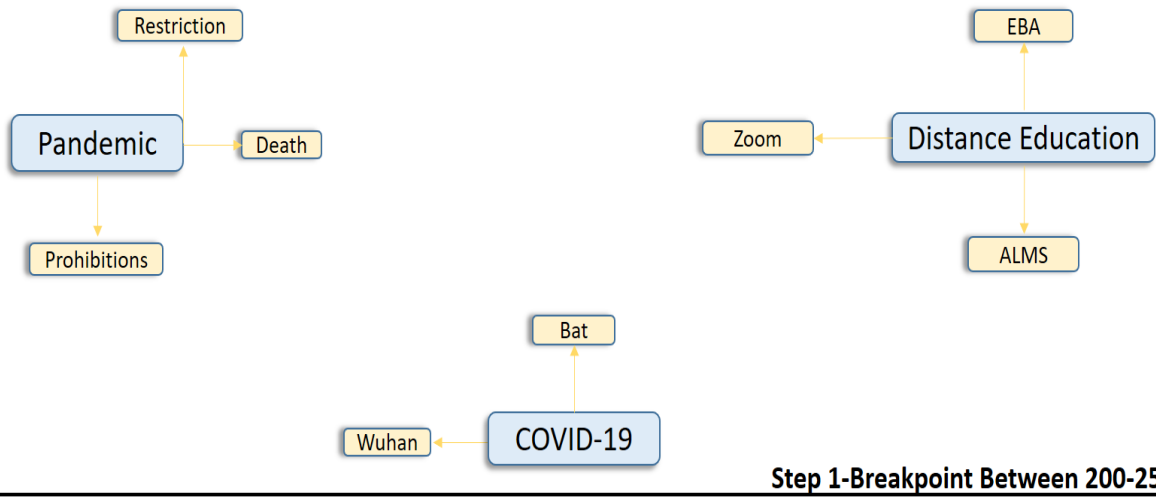 Restriction
EBA
Pandemic
Death
Zoom
Distance Education
Prohibitions
ALMS
Bat
Wuhan
COVID-19
Step 1-Breakpoint Between 200-25